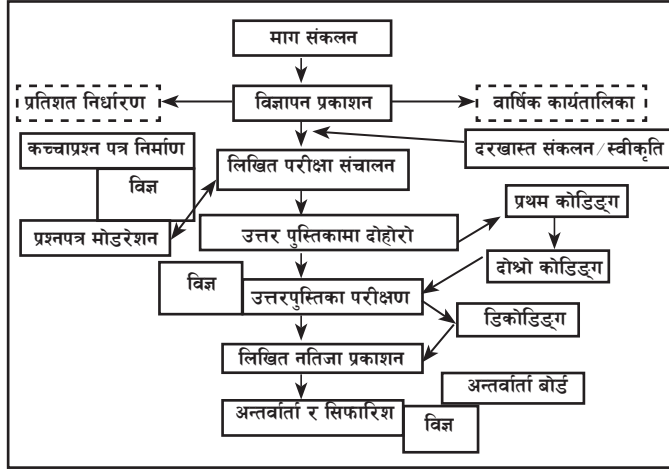 माग संकलन
प्रतिशत निर्धारण
विज्ञापन प्रकाशन
वार्षिक कार्यतालिका
कच्चाप्रश्न पत्र निर्माण
दरखास्त संकलन/स्वीकृति
लिखित परीक्षा संचालन
विज्ञ
प्रथम कोडिङ्ग
प्रश्नपत्र मोडरेशन
उत्तर पुस्तिकामा दोहोरो
दोश्रो कोडिङ्ग
विज्ञ
उत्तरपुस्तिका परीक्षण
डिकोडिङ्ग
लिखित नतिजा प्रकाशन
अन्तर्वार्ता बोर्ड
अन्तर्वार्ता र सिफारिश
विज्ञ